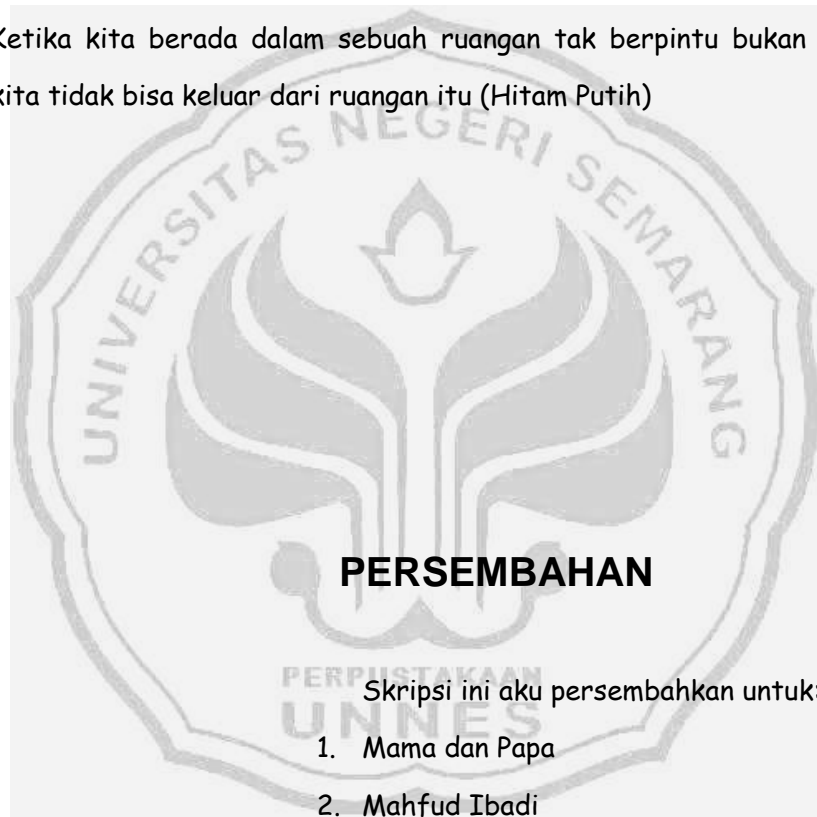 Ketika kita berada dalam sebuah ruangan tak berpintu bukan
kita tidak bisa keluar dari ruangan itu (Hitam Putih)
UNIVERSITAS NEGERI SEMARANG
PERSEMBAHAN
PERPUSTAKAAN
UNNES
Skripsi ini aku persembahkan untuk:
1. Mama dan Papa
2. Mahfud Ibadi